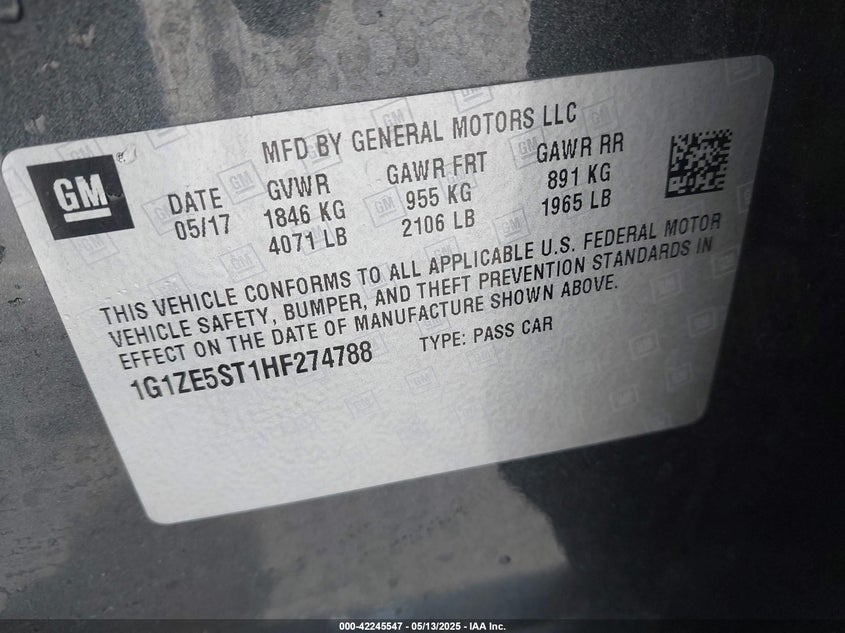 MFD BY GENERAL MOTORS LLC
GM
DATE GVWR GAWR FRT GAWR RR
05/17 1846 KG 955 KG 891 KG
4071 LB 2106 LB 1965 LB
THIS VEHICLE CONFORMS TO ALL APPLICABLE U.S. FEDERAL MOTOR
VEHICLE SAFETY, BUMPER, AND THEFT PREVENTION STANDARDS IN
EFFECT ON THE DATE OF MANUFACTURE SHOWN ABOVE.
1G1ZE5ST1HF274788 TYPE: PASS CAR
000-42245547 — 05/13/2025 — IAA Inc.